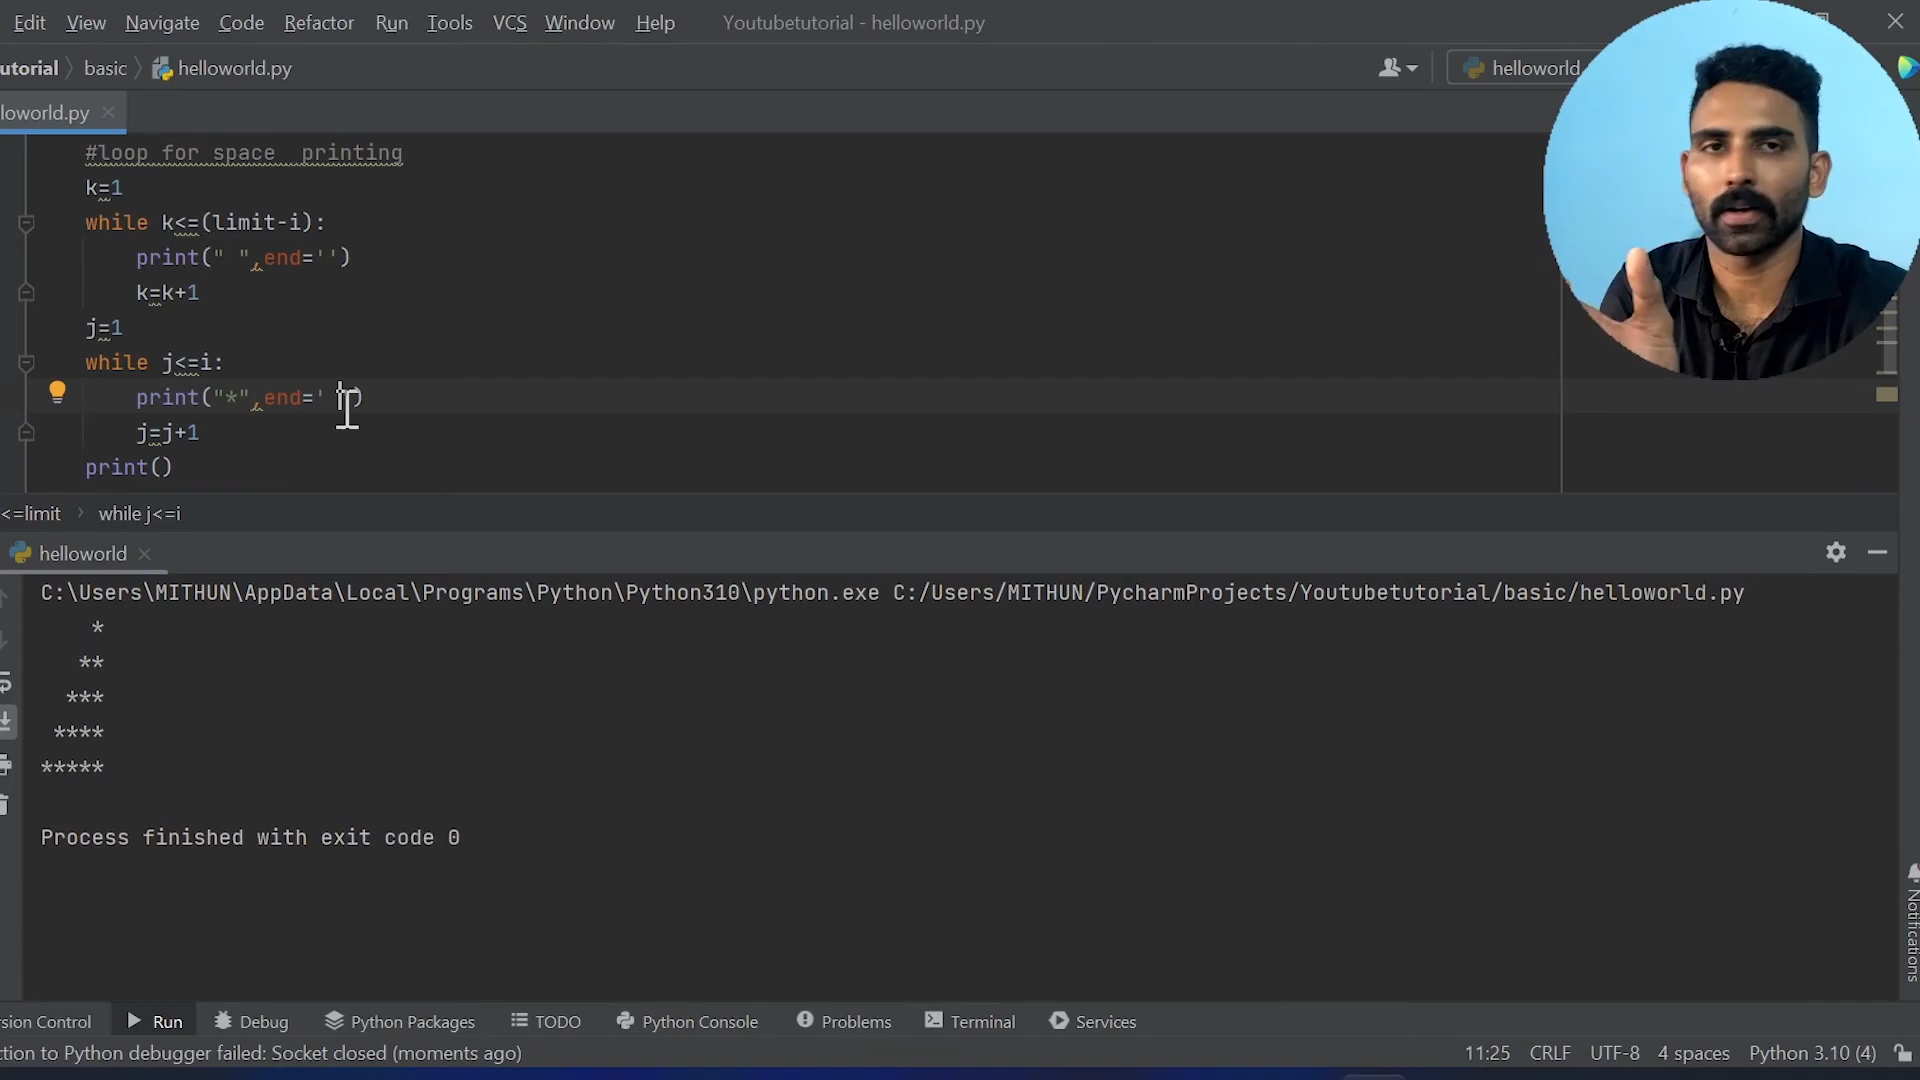 Edit View Navigate Code Refactor Run Tools VCS Window Help Youtubetutorial - helloworld.py
utorial basic helloworld.py helloworld
loworld.py
#loop for space  printing
k=1
while k<=(limit-i):
print(" ",end='')
k=k+1
j=1
while j<=i:
print("*",end=' ')
j=j+1
print()
<=limit while j<=i
helloworld
C:\Users\MITHUN\AppData\Local\Programs\Python\Python310\python.exe C:/Users/MITHUN/PycharmProjects/Youtubetutorial/basic/helloworld.py
*
**
***
****
*****
Process finished with exit code 0
Notifications
rsion Control Run Debug Python Packages TODO Python Console Problems Terminal Services
ction to Python debugger failed: Socket closed (moments ago) 11:25 CRLF UTF-8 4 spaces Python 3.10 (4)